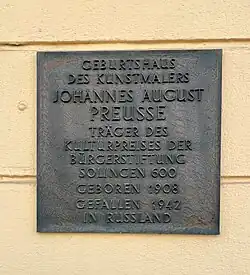 GEBURTSHAUS
DES KUNSTMALERS
JOHANNES AUGUST
PREUSSE
TRÄGER DES
KULTURPREISES DER
BÜRGERSTIFTUNG
SOLINGEN 600
GEBOREN 1908
GEFALLEN 1942
IN RUSSLAND